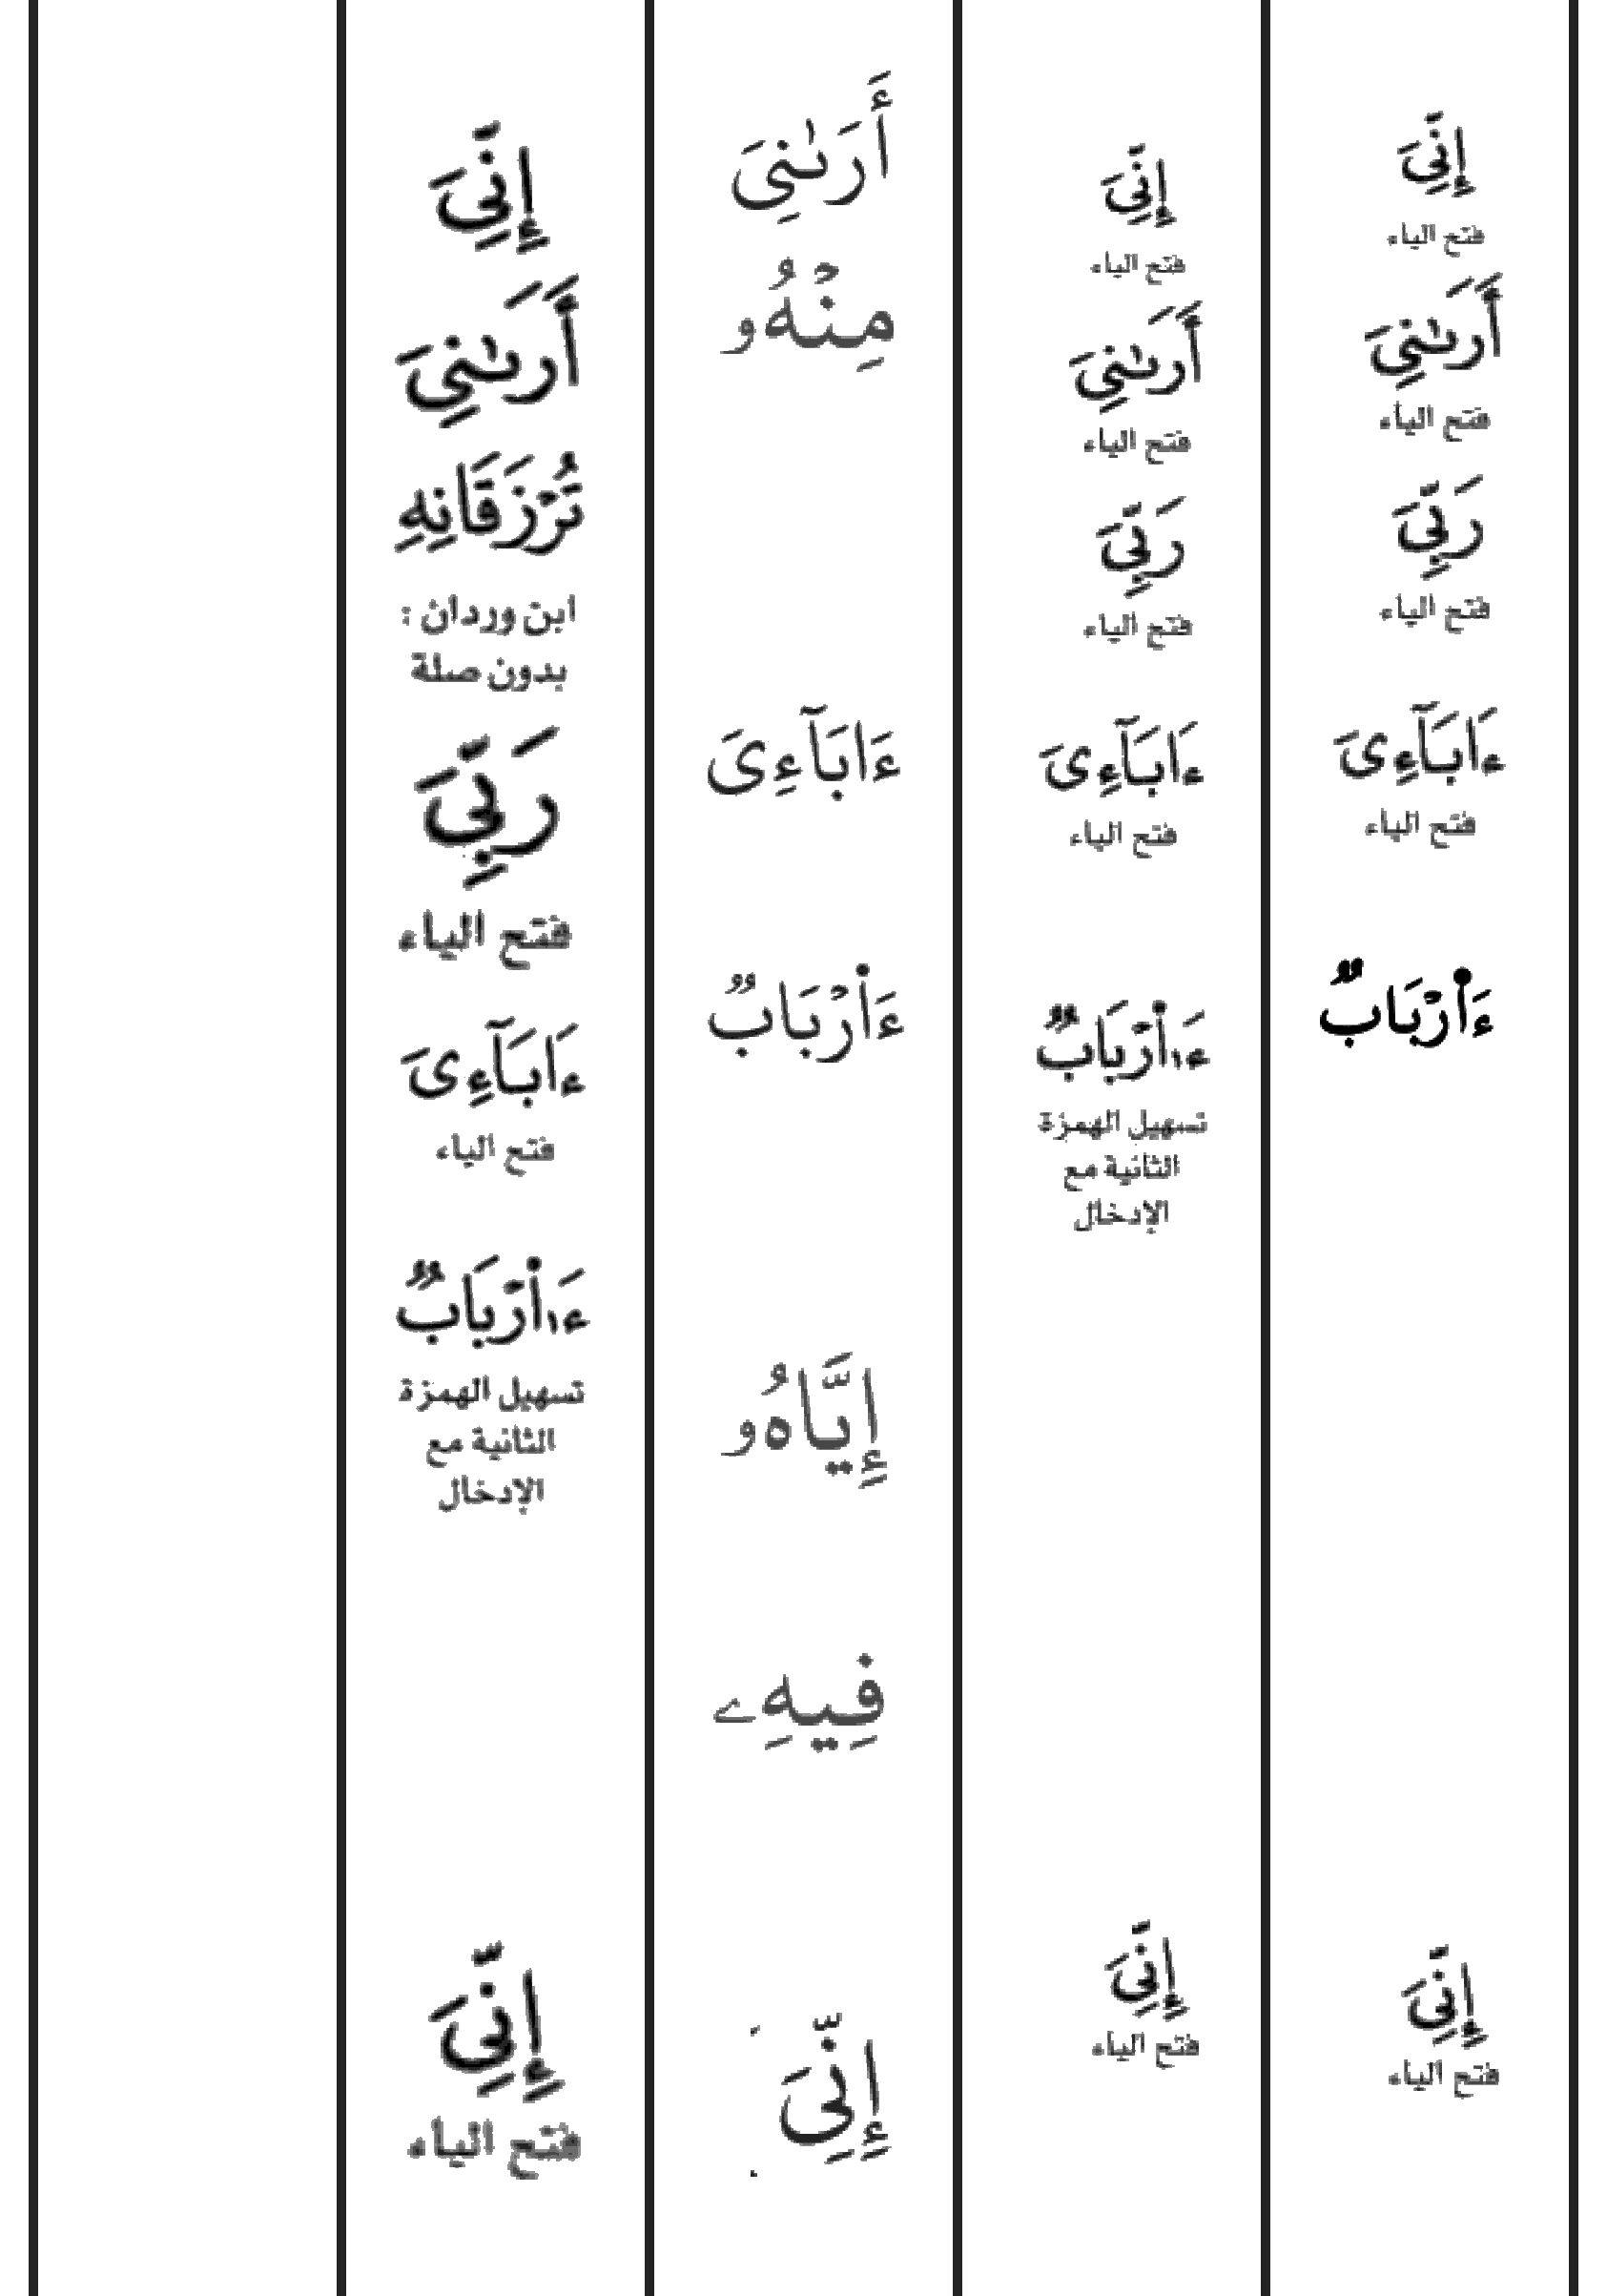 إِنِّىَ
فتح الياء
أَرَىٰنِىَ
فتح الياء
رَبِّىَ
فتح الياء
ءَابَآءِىَ
فتح الياء
ءَا۬رْبَابٌ
إِنِّىَ
فتح الياء
إِنِّىَ
فتح الياء
أَرَىٰنِىَ
فتح الياء
رَبِّىَ
فتح الياء
ءَابَآءِىَ
فتح الياء
ءَا۬رْبَابٌ
تسهيل الهمزة
الثانية مع
الإدخال
إِنِّىَ
فتح الياء
أَرَىٰنِىَ
مِنْهُو
ءَابَآءِىَ
ءَا۬رْبَابٌ
إِيَّاهُو
فِيهِے
إِنِّىَ
إِنِّىَ
أَرَىٰنِىَ
تُرْزَقَانِهِ
ابن وردان :
بدون صلة
رَبِّىَ
فتح الياء
ءَابَآءِىَ
فتح الياء
ءَا۬رْبَابٌ
تسهيل الهمزة
الثانية مع
الإدخال
إِنِّىَ
فتح الياء